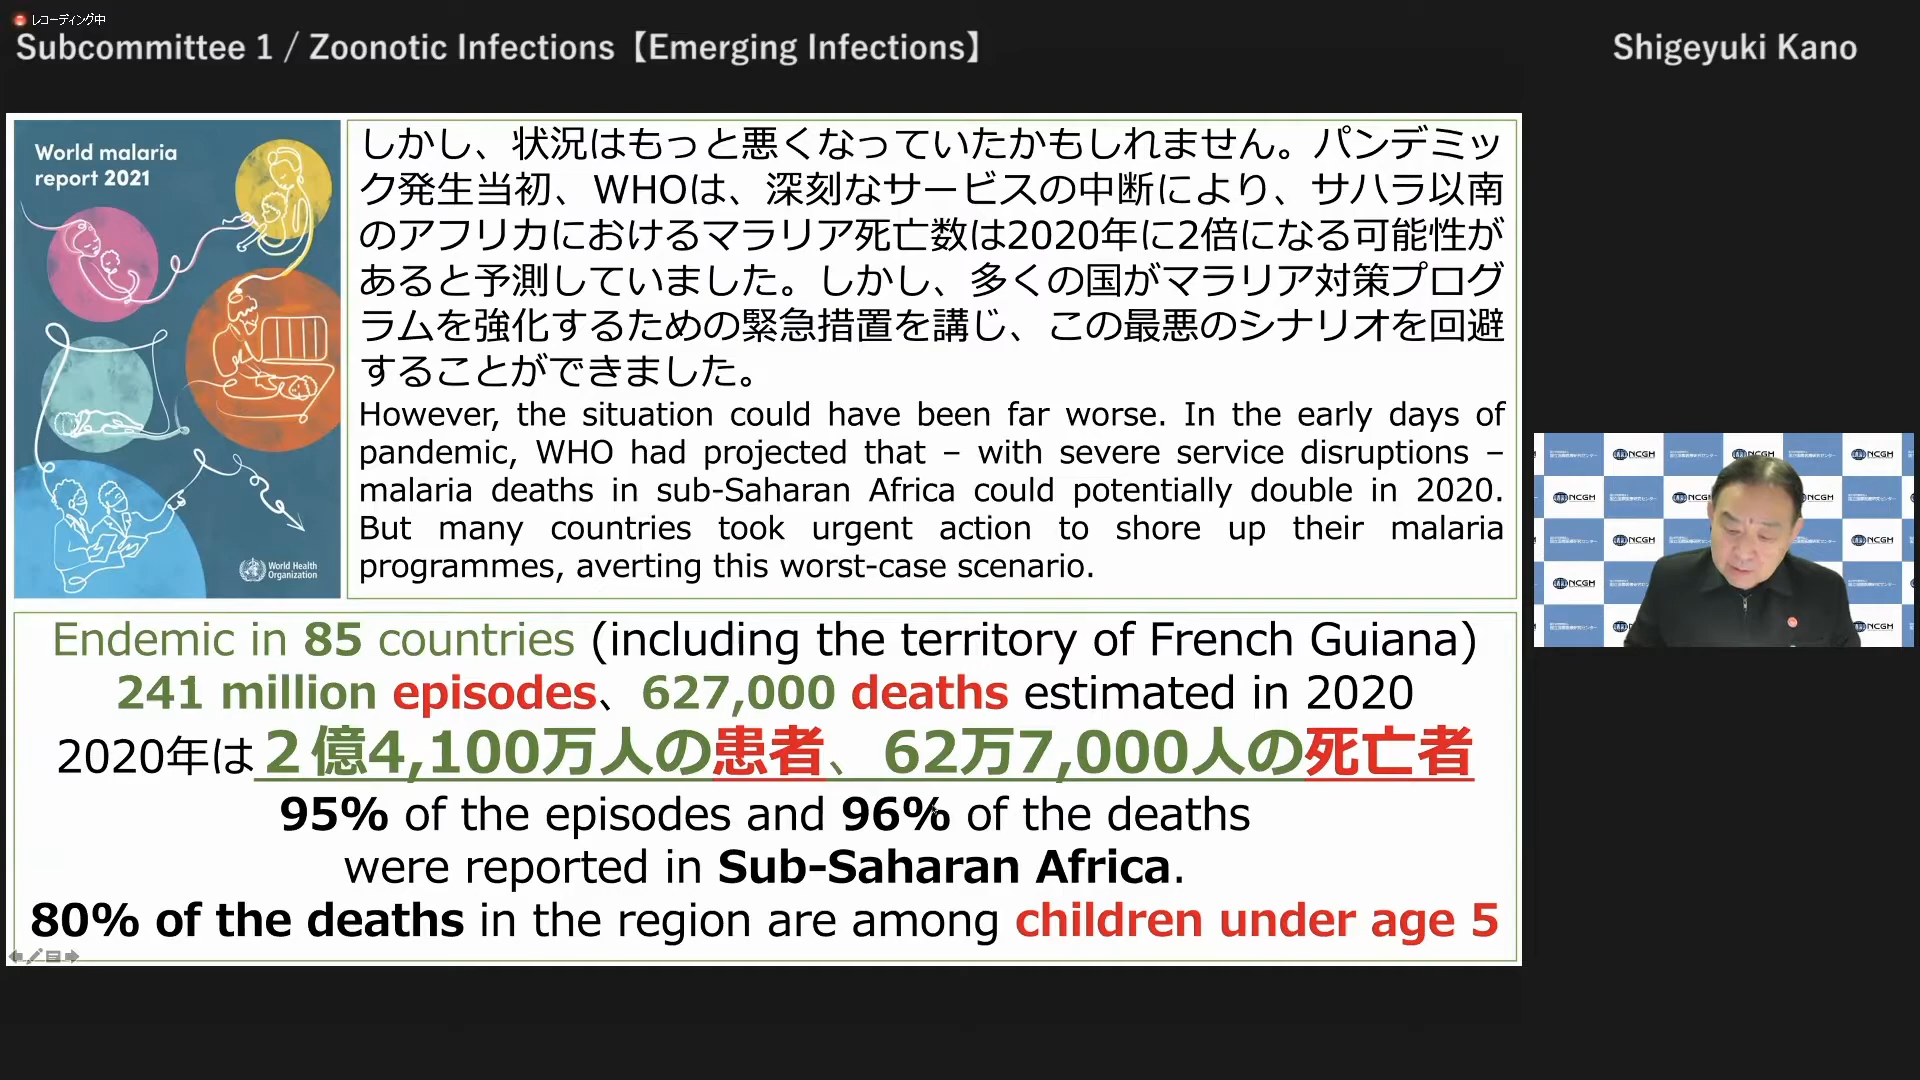 レコーディング中
Subcommittee 1 / Zoonotic Infections【Emerging Infections】
Shigeyuki Kano
World malaria
report 2021
World Health
Organization
しかし、状況はもっと悪くなっていたかもしれません。パンデミッ
ク発生当初、WHOは、深刻なサービスの中断により、サハラ以南
のアフリカにおけるマラリア死亡数は2020年に2倍になる可能性が
あると予測していました。しかし、多くの国がマラリア対策プログ
ラムを強化するための緊急措置を講じ、この最悪のシナリオを回避
することができました。
However, the situation could have been far worse. In the early days of
pandemic, WHO had projected that – with severe service disruptions –
malaria deaths in sub-Saharan Africa could potentially double in 2020.
But many countries took urgent action to shore up their malaria
programmes, averting this worst-case scenario.
Endemic in 85 countries (including the territory of French Guiana)
241 million episodes、627,000 deaths estimated in 2020
2020年は２億4,100万人の患者、62万7,000人の死亡者
95% of the episodes and 96% of the deaths
were reported in Sub-Saharan Africa.
80% of the deaths in the region are among children under age 5
NCGM
NCGM
NCGM
NCGM
NCGM
NCGM
NCGM
NCGM
NCGM
NCGM
NCGM
NCGM